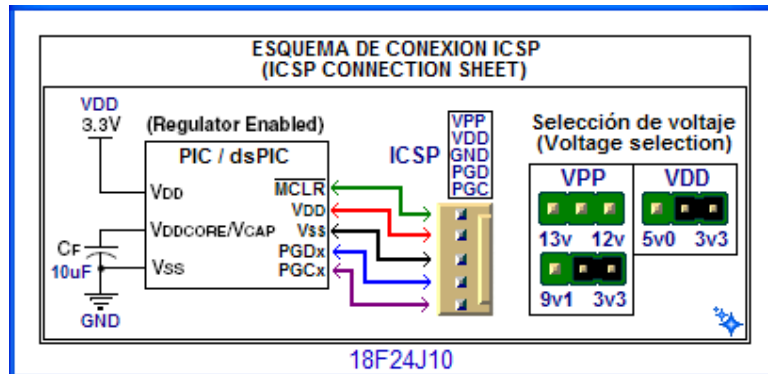 ESQUEMA DE CONEXION ICSP
(ICSP CONNECTION SHEET)
VDD
3.3V
(Regulator Enabled)
PIC / dsPIC
VDD
VDDCORE/VCAP
VSS
MCLR
VDD
VSS
PGDx
PGCx
CF
10uF
GND
ICSP
VPP
VDD
GND
PGD
PGC
Selección de voltaje
(Voltage selection)
VPP
13v 12v
9v1 3v3
VDD
5v0 3v3
18F24J10